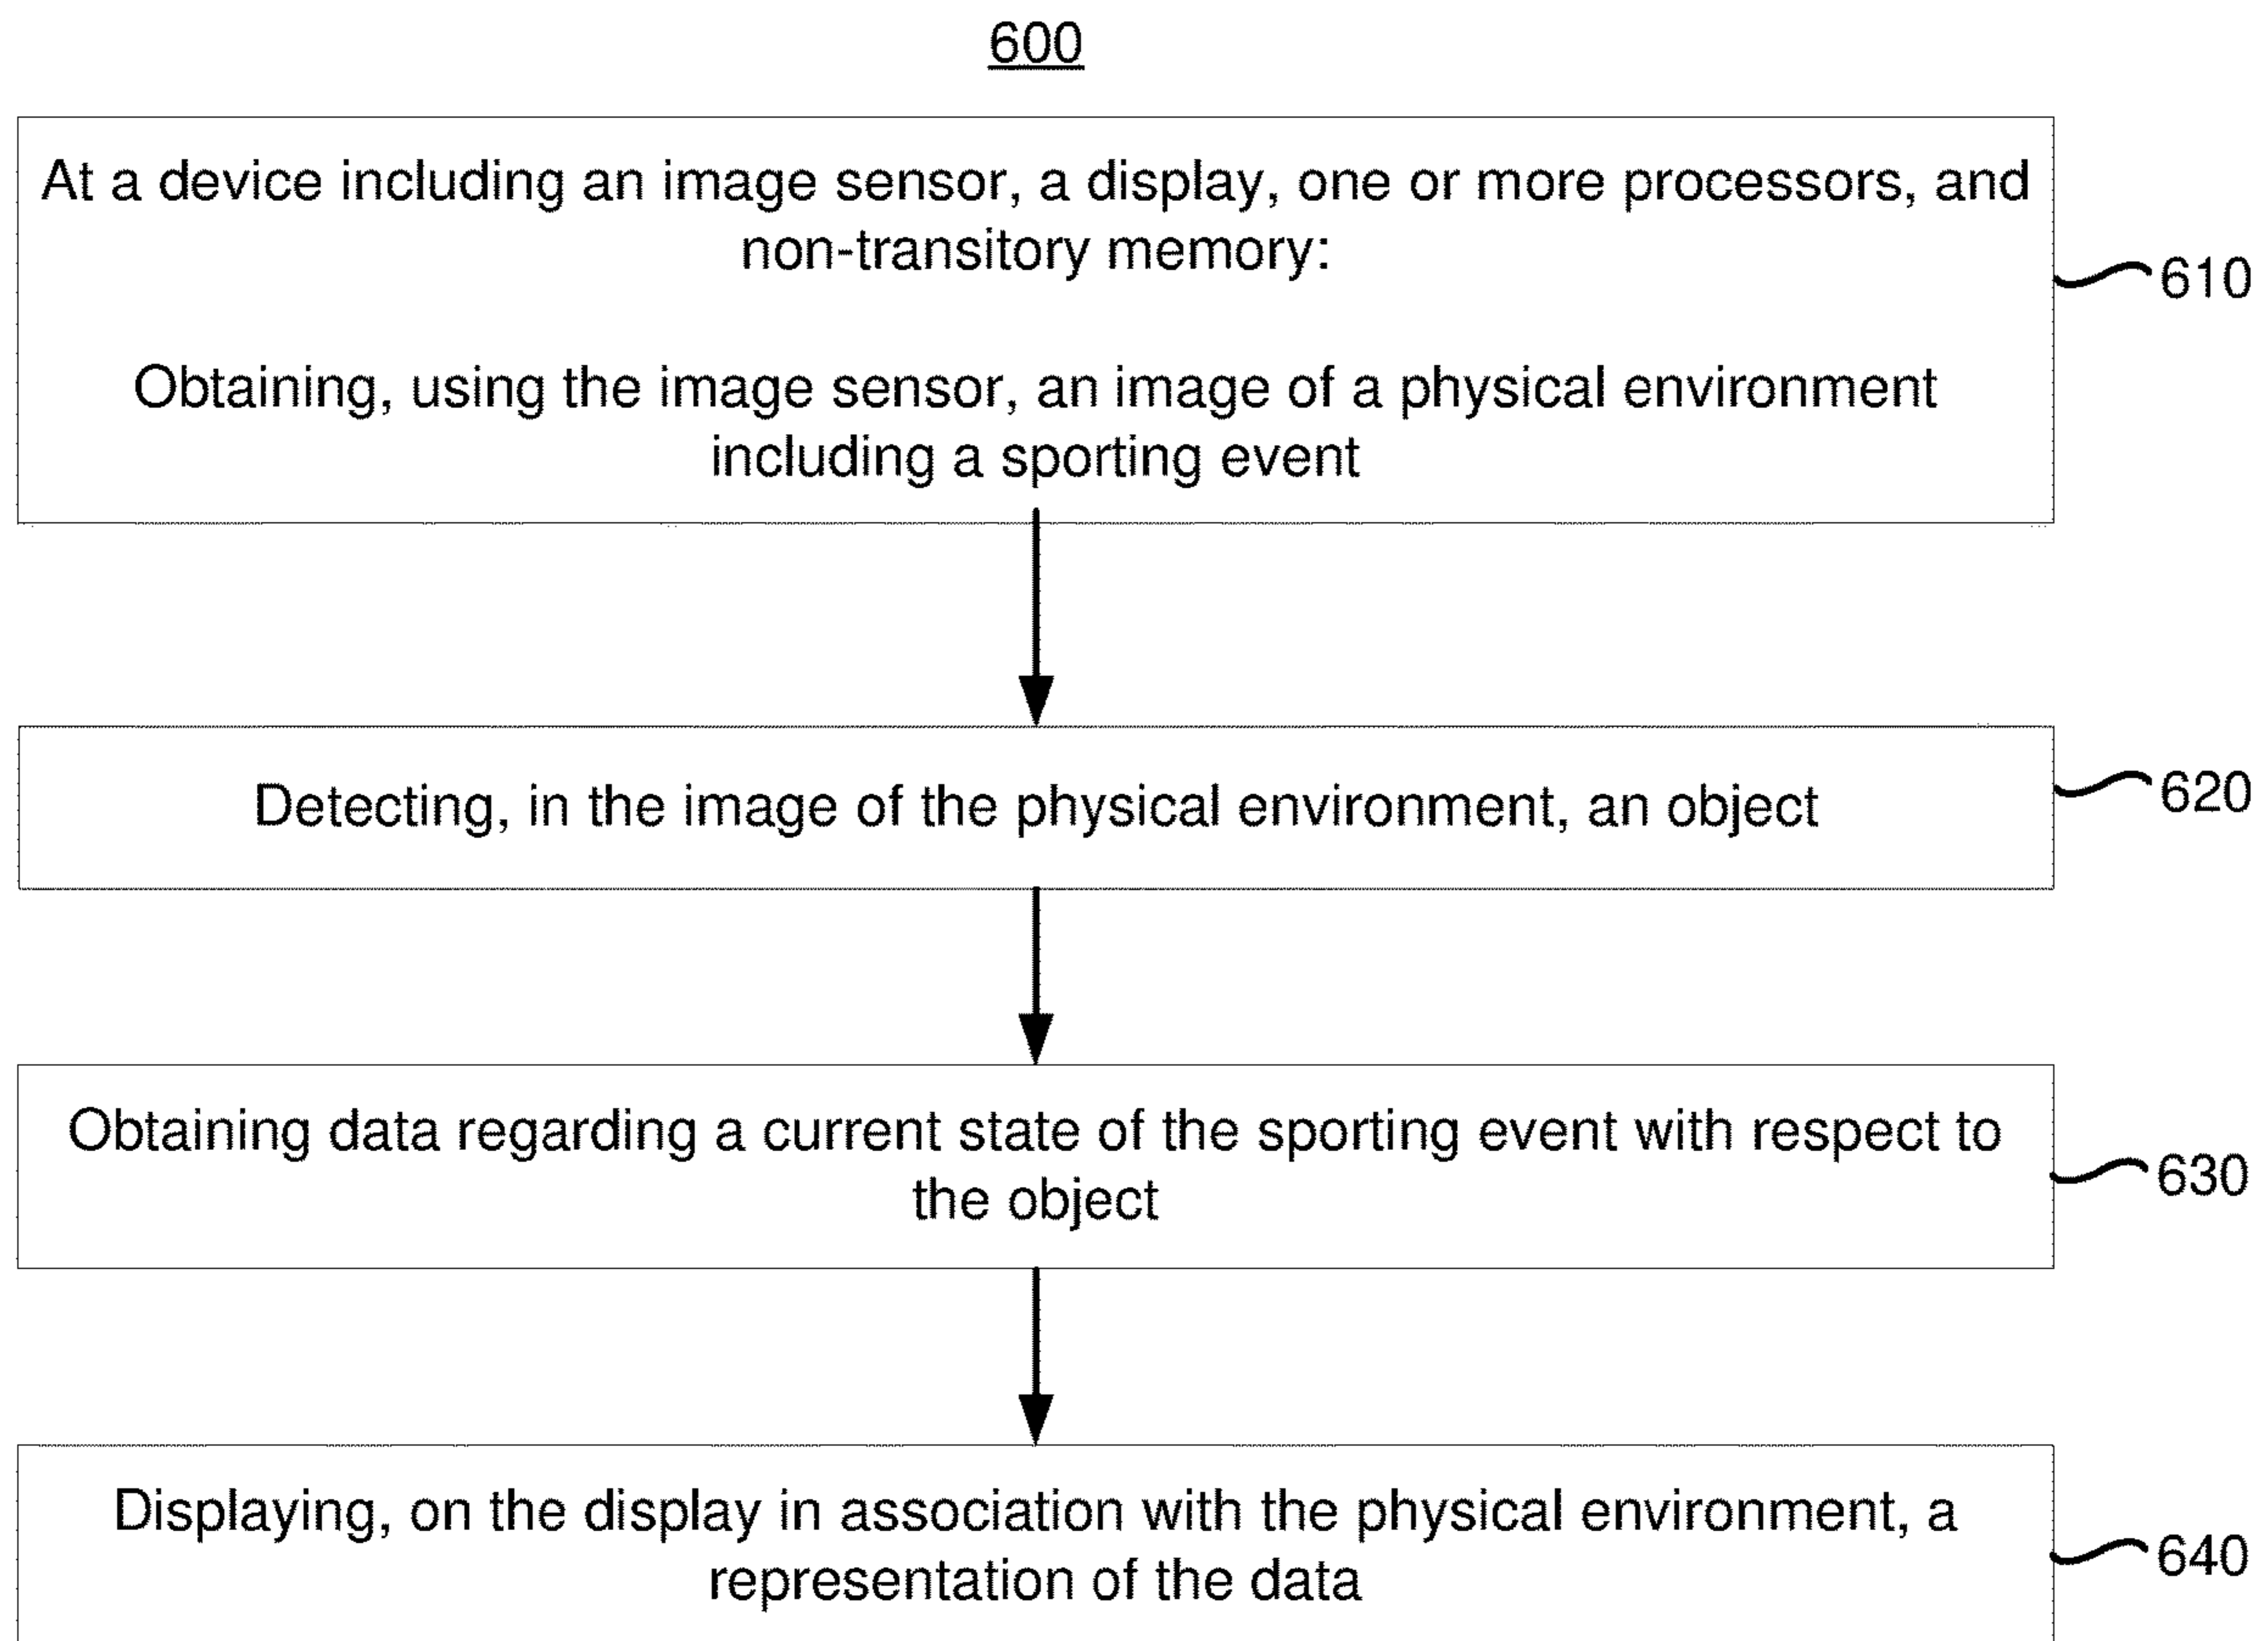 600
At a device including an image sensor, a display, one or more processors, and
non-transitory memory:
610
Obtaining, using the image sensor, an image of a physical environment
including a sporting event
Detecting, in the image of the physical environment, an object
620
Obtaining data regarding a current state of the sporting event with respect to
the object
630
Displaying, on the display in association with the physical environment, a
representation of the data
640